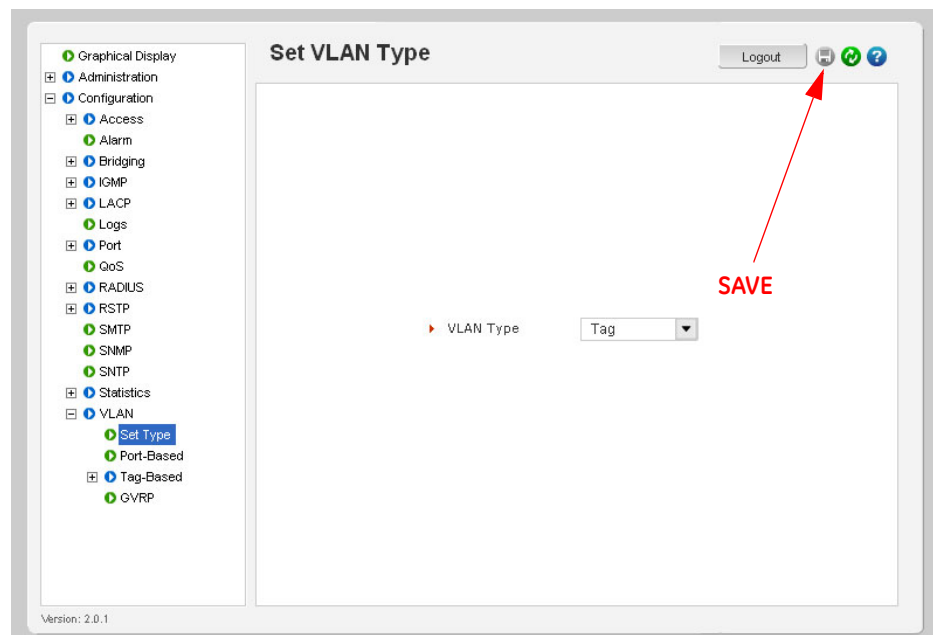 Set VLAN Type
Logout
Graphical Display
Administration
Configuration
Access
Alarm
Bridging
IGMP
LACP
Logs
Port
QoS
RADIUS
RSTP
SMTP
SNMP
SNTP
Statistics
VLAN
Set Type
Port-Based
Tag-Based
GVRP
SAVE
VLAN Type Tag
Version: 2.0.1